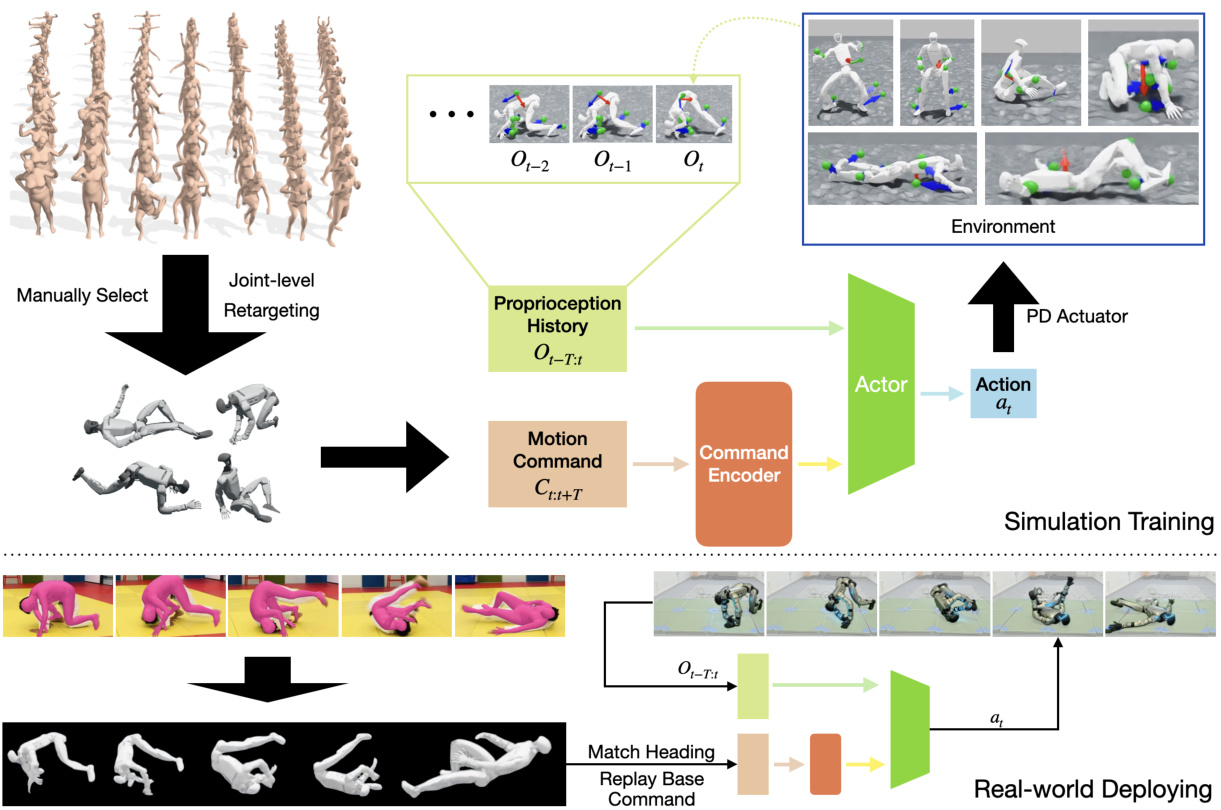 • • •
O_{t−2}
O_{t−1}
O_t
Environment
Manually Select
Joint-level
Retargeting
Proprioception
History
O_{t−T:t}
PD Actuator
Actor
Action
a_t
Motion
Command
C_{t:t+T}
Command
Encoder
Simulation Training
O_{t−T:t}
a_t
Match Heading
Replay Base
Command
Real-world Deploying